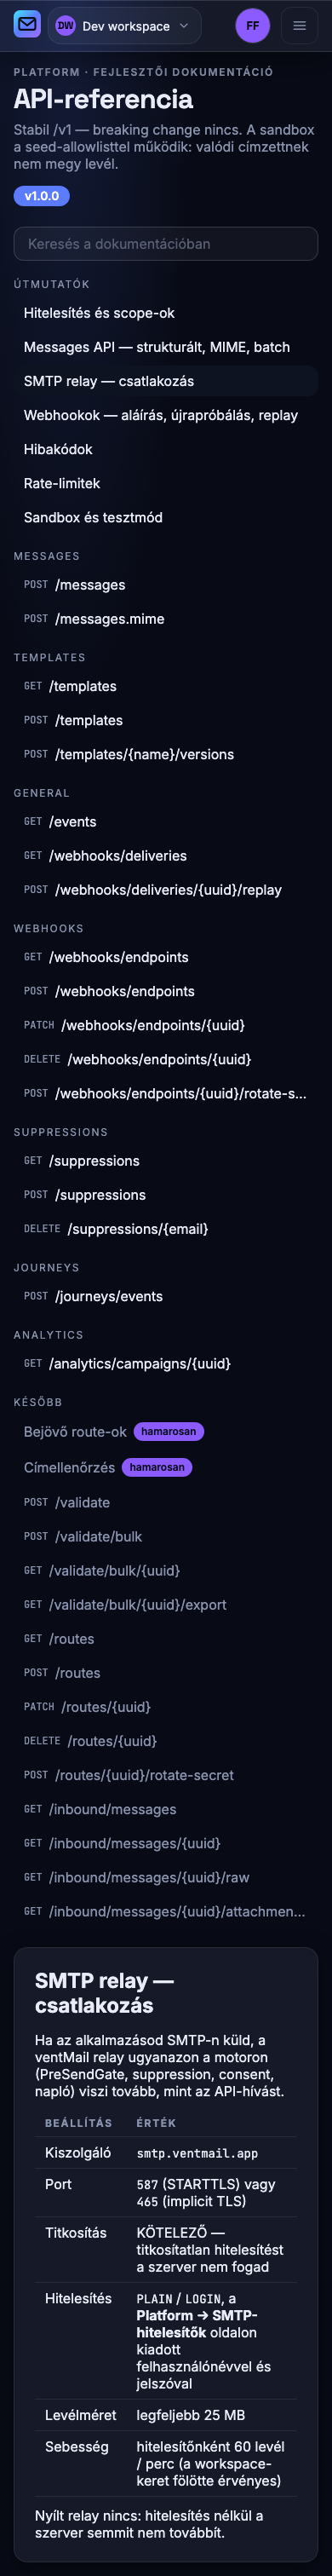 DW Dev workspace FF
PLATFORM · FEJLESZTŐI DOKUMENTÁCIÓ
API-referencia
Stabil /v1 — breaking change nincs. A sandbox
a seed-allowlisttel működik: valódi címzettnek
nem megy levél.
v1.0.0
Keresés a dokumentációban
ÚTMUTATÓK
Hitelesítés és scope-ok
Messages API — strukturált, MIME, batch
SMTP relay — csatlakozás
Webhookok — aláírás, újrapróbálás, replay
Hibakódok
Rate-limitek
Sandbox és tesztmód
MESSAGES
POST /messages
POST /messages.mime
TEMPLATES
GET /templates
POST /templates
POST /templates/{name}/versions
GENERAL
GET /events
GET /webhooks/deliveries
POST /webhooks/deliveries/{uuid}/replay
WEBHOOKS
GET /webhooks/endpoints
POST /webhooks/endpoints
PATCH /webhooks/endpoints/{uuid}
DELETE /webhooks/endpoints/{uuid}
POST /webhooks/endpoints/{uuid}/rotate-s...
SUPPRESSIONS
GET /suppressions
POST /suppressions
DELETE /suppressions/{email}
JOURNEYS
POST /journeys/events
ANALYTICS
GET /analytics/campaigns/{uuid}
KÉSŐBB
Bejövő route-ok hamarosan
Címellenőrzés hamarosan
POST /validate
POST /validate/bulk
GET /validate/bulk/{uuid}
GET /validate/bulk/{uuid}/export
GET /routes
POST /routes
PATCH /routes/{uuid}
DELETE /routes/{uuid}
POST /routes/{uuid}/rotate-secret
GET /inbound/messages
GET /inbound/messages/{uuid}
GET /inbound/messages/{uuid}/raw
GET /inbound/messages/{uuid}/attachmen...
SMTP relay —
csatlakozás
Ha az alkalmazásod SMTP-n küld, a
ventMail relay ugyanazon a motoron
(PreSendGate, suppression, consent,
napló) viszi tovább, mint az API-hívást.
BEÁLLÍTÁS ÉRTÉK
Kiszolgáló smtp.ventmail.app
Port 587 (STARTTLS) vagy
465 (implicit TLS)
Titkosítás KÖTELEZŐ —
titkosítatlan hitelesítést
a szerver nem fogad
Hitelesítés PLAIN / LOGIN, a
Platform → SMTP-
hitelesítők oldalon
kiadott
felhasználónévvel és
jelszóval
Levélméret legfeljebb 25 MB
Sebesség hitelesítőnként 60 levél
/ perc (a workspace-
keret fölötte érvényes)
Nyílt relay nincs: hitelesítés nélkül a
szerver semmit nem továbbít.